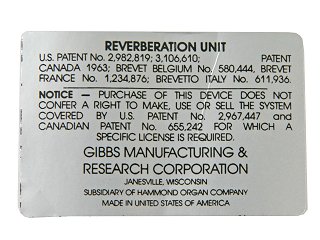 REVERBERATION UNIT
U.S. PATENT No. 2,982,819; 3,106,610; PATENT
CANADA 1963; BREVET BELGIUM No. 580,444, BREVET
FRANCE No. 1,234,876; BREVETTO ITALY No. 611,936.
NOTICE — PURCHASE OF THIS DEVICE DOES NOT
CONFER A RIGHT TO MAKE, USE OR SELL THE SYSTEM
COVERED BY U.S. PATENT No. 2,967,447 and
CANADIAN PATENT No. 655,242 FOR WHICH A
SPECIFIC LICENSE IS REQUIRED.
GIBBS MANUFACTURING &
RESEARCH CORPORATION
JANESVILLE, WISCONSIN
SUBSIDIARY OF HAMMOND ORGAN COMPANY
MADE IN UNITED STATES OF AMERICA